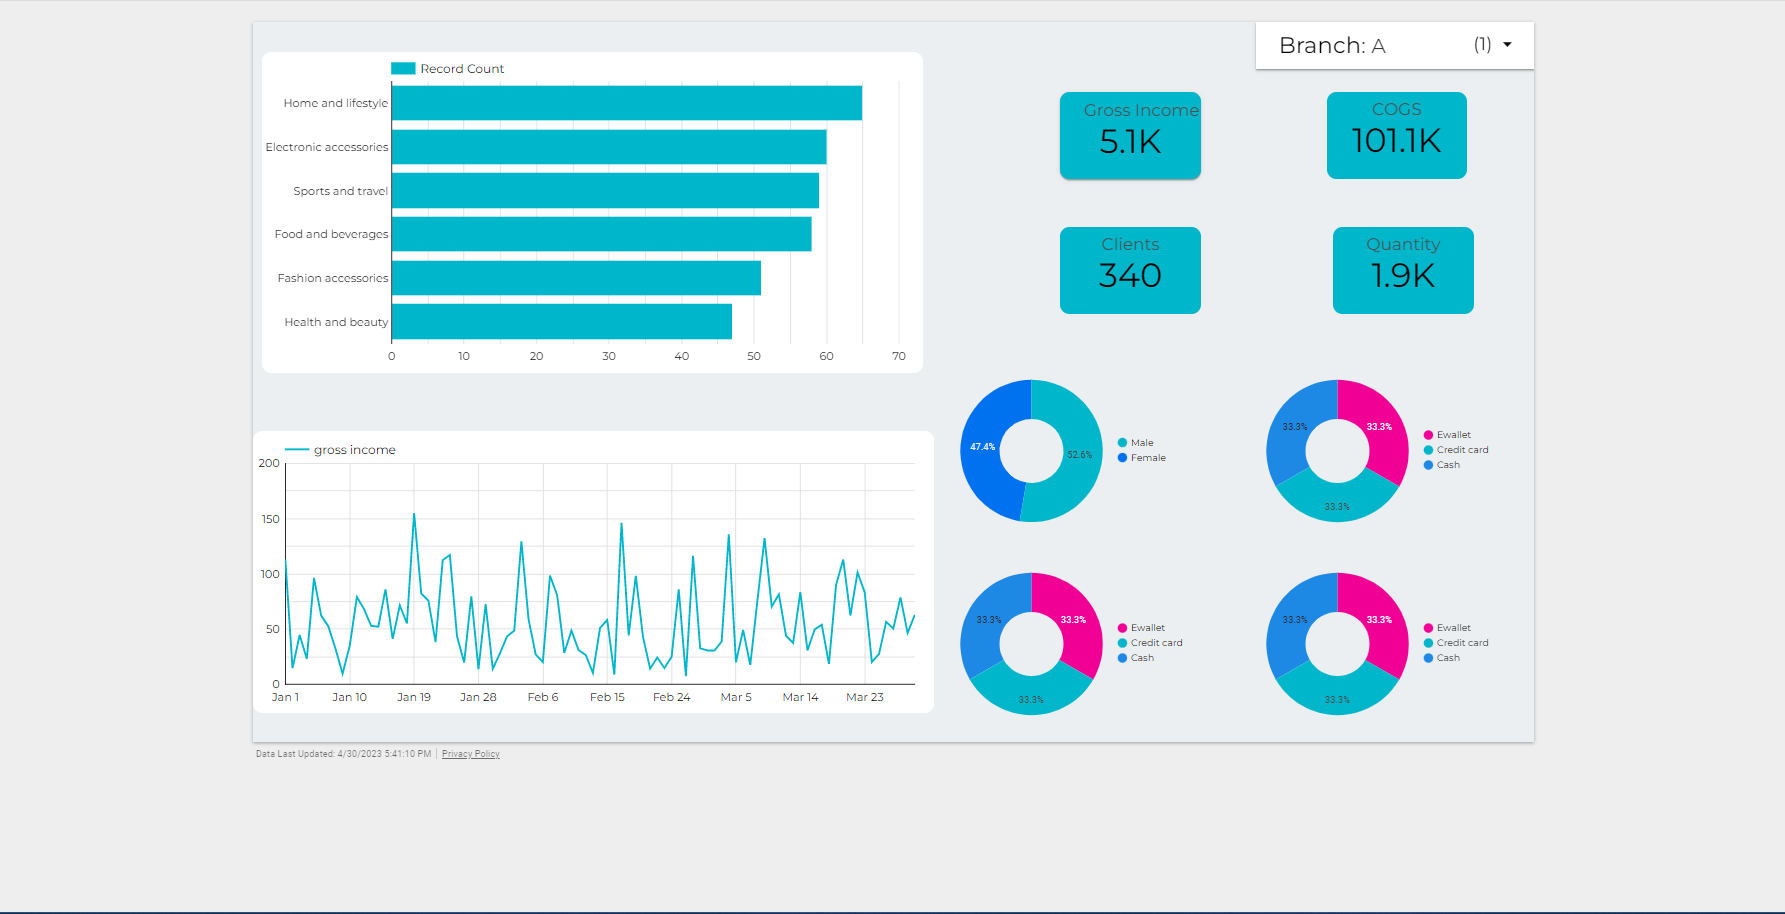 Branch: A (1)
Record Count
Home and lifestyle
Electronic accessories
Sports and travel
Food and beverages
Fashion accessories
Health and beauty
0 10 20 30 40 50 60 70
Gross Income
5.1K
COGS
101.1K
Clients
340
Quantity
1.9K
gross income
200
150
100
50
0
Jan 1 Jan 10 Jan 19 Jan 28 Feb 6 Feb 15 Feb 24 Mar 5 Mar 14 Mar 23
47.4%
52.6%
Male
Female
33.3%
33.3%
33.3%
Ewallet
Credit card
Cash
33.3%
33.3%
33.3%
Ewallet
Credit card
Cash
33.3%
33.3%
33.3%
Ewallet
Credit card
Cash
Data Last Updated: 4/30/2023 5:41:10 PM Privacy Policy